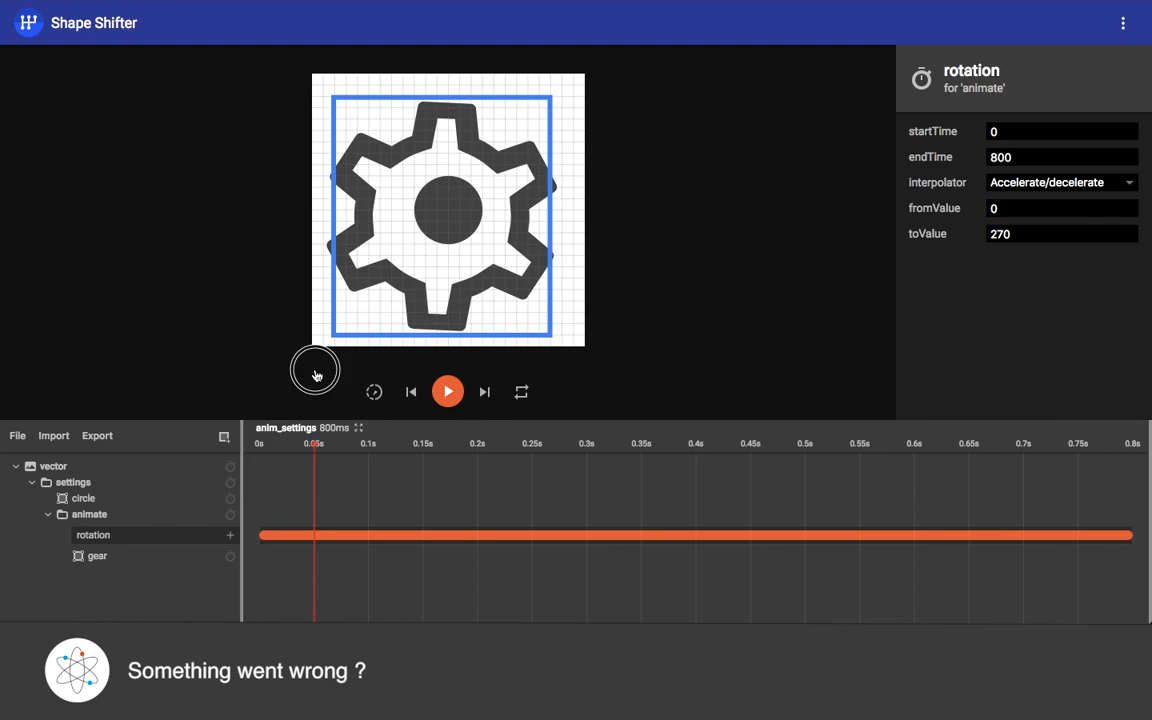 Shape Shifter
rotation
for 'animate'
startTime 0
endTime 800
interpolator Accelerate/decelerate
fromValue 0
toValue 270
File Import Export
anim_settings 800ms
0s 0.05s 0.1s 0.15s 0.2s 0.25s 0.3s 0.35s 0.4s 0.45s 0.5s 0.55s 0.6s 0.65s 0.7s 0.75s 0.8s
vector
settings
circle
animate
rotation
gear
Something went wrong ?